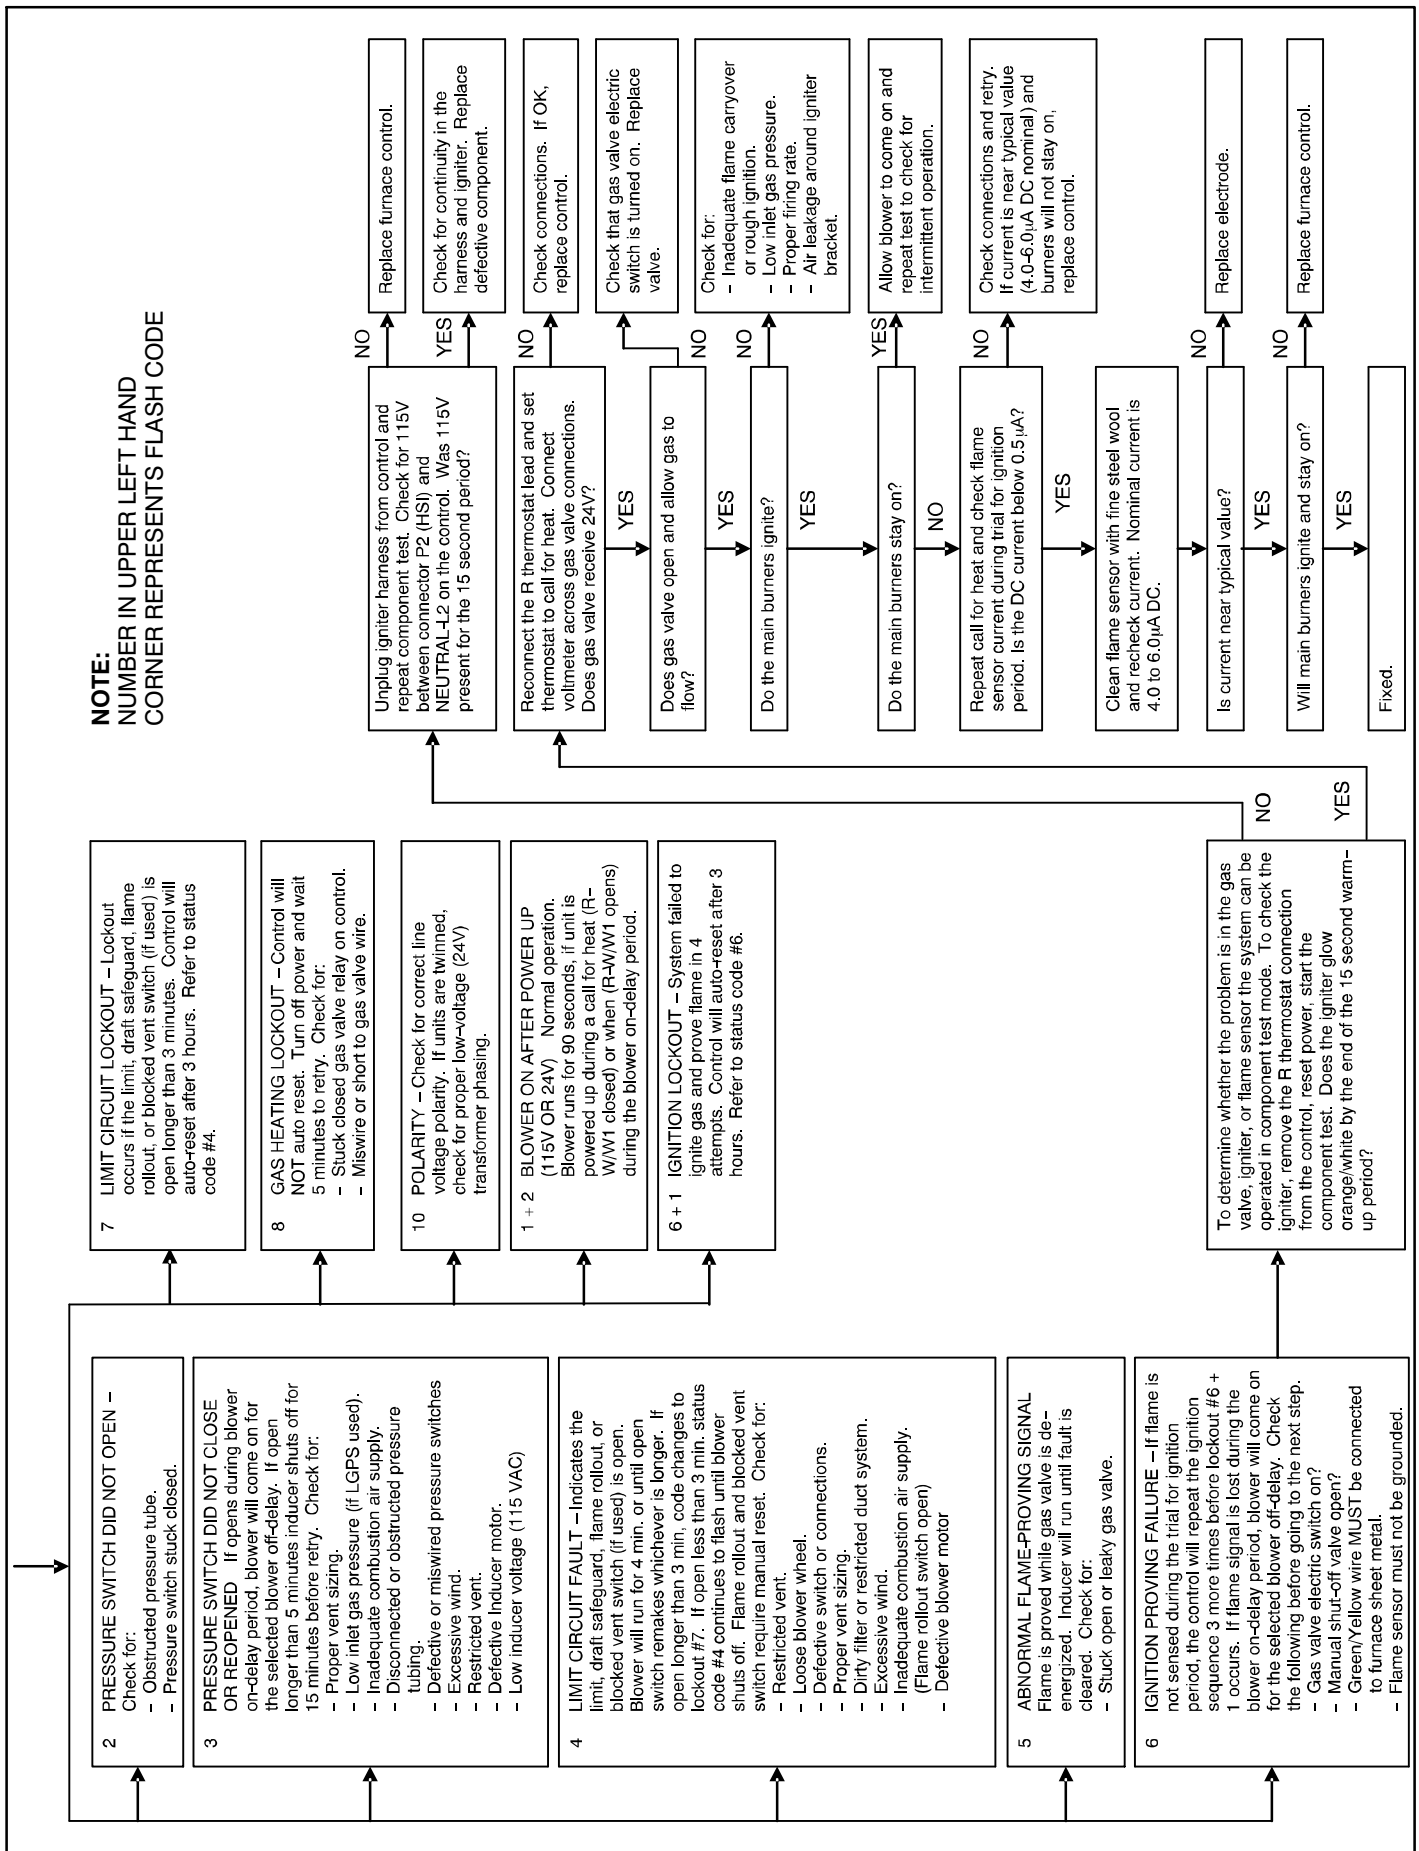 NOTE:
NUMBER IN UPPER LEFT HAND
CORNER REPRESENTS FLASH CODE
2 PRESSURE SWITCH DID NOT OPEN –
Check for:
– Obstructed pressure tube.
– Pressure switch stuck closed.
3 PRESSURE SWITCH DID NOT CLOSE
OR REOPENED If opens during blower
on-delay period, blower will come on for
the selected blower off-delay. If open
longer than 5 minutes inducer shuts off for
15 minutes before retry. Check for:
– Proper vent sizing.
– Low inlet gas pressure (if LGPS used).
– Inadequate combustion air supply.
– Disconnected or obstructed pressure
tubing.
– Defective or miswired pressure switches
– Excessive wind.
– Restricted vent.
– Defective Inducer motor.
– Low inducer voltage (115 VAC)
4 LIMIT CIRCUIT FAULT – Indicates the
limit, draft safeguard, flame rollout, or
blocked vent switch (if used) is open.
Blower will run for 4 min. or until open
switch remakes whichever is longer. If
open longer than 3 min, code changes to
lockout #7. If open less than 3 min. status
code #4 continues to flash until blower
shuts off. Flame rollout and blocked vent
switch require manual reset. Check for:
– Restricted vent.
– Loose blower wheel.
– Defective switch or connections.
– Proper vent sizing.
– Dirty filter or restricted duct system.
– Excessive wind.
– Inadequate combustion air supply.
(Flame rollout switch open)
– Defective blower motor
5 ABNORMAL FLAME-PROVING SIGNAL
Flame is proved while gas valve is de–
energized. Inducer will run until fault is
cleared. Check for:
– Stuck open or leaky gas valve.
6 IGNITION PROVING FAILURE – If flame is
not sensed during the trial for ignition
period, the control will repeat the ignition
sequence 3 more times before lockout #6 +
1 occurs. If flame signal is lost during the
blower on-delay period, blower will come on
for the selected blower off-delay. Check
the following before going to the next step.
– Gas valve electric switch on?
– Manual shut-off valve open?
– Green/Yellow wire MUST be connected
to furnace sheet metal.
– Flame sensor must not be grounded.
7 LIMIT CIRCUIT LOCKOUT – Lockout
occurs if the limit, draft safeguard, flame
rollout, or blocked vent switch (if used) is
open longer than 3 minutes. Control will
auto-reset after 3 hours. Refer to status
code #4.
8 GAS HEATING LOCKOUT – Control will
NOT auto reset. Turn off power and wait
5 minutes to retry. Check for:
– Stuck closed gas valve relay on control.
– Miswire or short to gas valve wire.
10 POLARITY – Check for correct line
voltage polarity. If units are twinned,
check for proper low-voltage (24V)
transformer phasing.
1 + 2 BLOWER ON AFTER POWER UP
(115V OR 24V) Normal operation.
Blower runs for 90 seconds, if unit is
powered up during a call for heat (R–
W/W1 closed) or when (R-W/W1 opens)
during the blower on-delay period.
6 + 1 IGNITION LOCKOUT – System failed to
ignite gas and prove flame in 4
attempts. Control will auto-reset after 3
hours. Refer to status code #6.
To determine whether the problem is in the gas
valve, igniter, or flame sensor the system can be
operated in component test mode. To check the
igniter, remove the R thermostat connection
from the control, reset power, start the
component test. Does the igniter glow
orange/white by the end of the 15 second warm–
up period?
NO
YES
Unplug igniter harness from control and
repeat component test. Check for 115V
between connector P2 (HSI) and
NEUTRAL-L2 on the control. Was 115V
present for the 15 second period?
NO
Replace furnace control.
YES
Check for continuity in the
harness and igniter. Replace
defective component.
Reconnect the R thermostat lead and set
thermostat to call for heat. Connect
voltmeter across gas valve connections.
Does gas valve receive 24V?
NO
Check connections. If OK,
replace control.
YES
Does gas valve open and allow gas to
flow?
NO
Check that gas valve electric
switch is turned on. Replace
valve.
YES
Do the main burners ignite?
NO
Check for:
– Inadequate flame carryover
or rough ignition.
– Low inlet gas pressure.
– Proper firing rate.
– Air leakage around igniter
bracket.
YES
Do the main burners stay on?
YES
Allow blower to come on and
repeat test to check for
intermittent operation.
NO
Repeat call for heat and check flame
sensor current during trial for ignition
period. Is the DC current below 0.5 µA?
NO
Check connections and retry.
If current is near typical value
(4.0–6.0µA DC nominal) and
burners will not stay on,
replace control.
YES
Clean flame sensor with fine steel wool
and recheck current. Nominal current is
4.0 to 6.0µA DC.
Is current near typical value?
NO
Replace electrode.
YES
Will main burners ignite and stay on?
NO
Replace furnace control.
YES
Fixed.